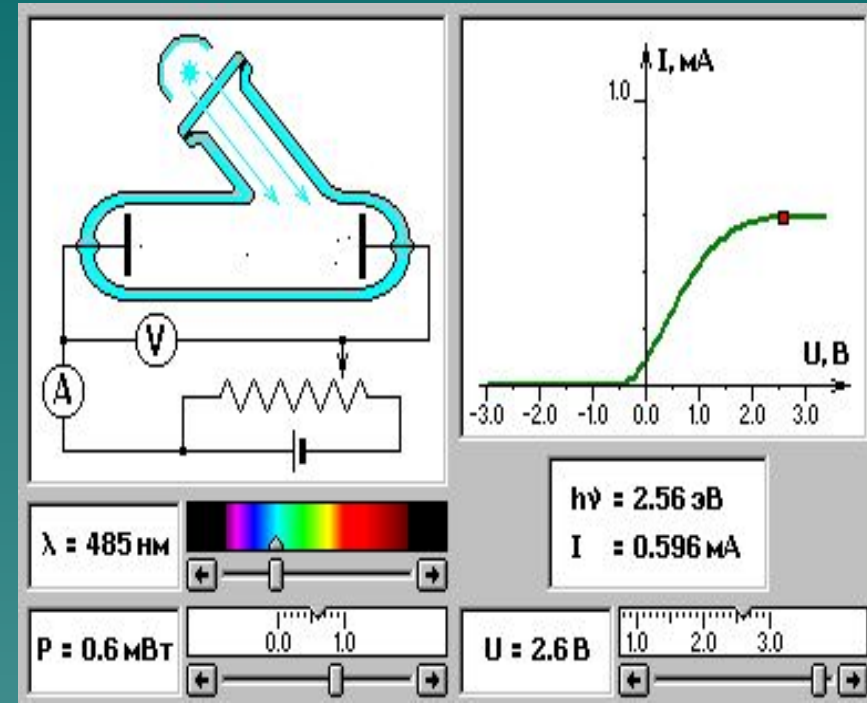 V
A
I, мА
1.0
U, В
-3.0 -2.0 -1.0 0.0 1.0 2.0 3.0
hν = 2.56 эВ
I = 0.596 мА
λ = 485 нм
P = 0.6 мВт
0.0 1.0
U = 2.6 В
1.0 2.0 3.0